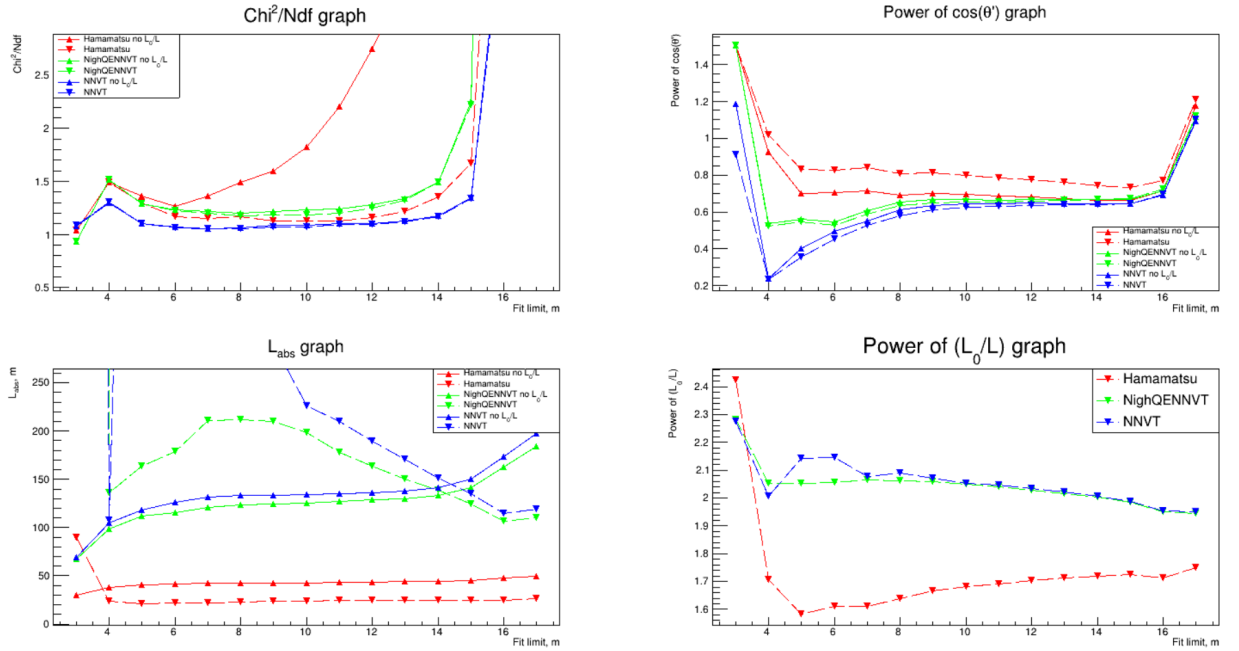 Chi²/Ndf graph
Chi²/Ndf
Hamamatsu no L₀/L
Hamamatsu
NighQENNVT no L₀/L
NighQENNVT
NNVT no L₀/L
NNVT
2.5
2
1.5
1
0.5
4 6 8 10 12 14 16
Fit limit, m
Power of cos(θ') graph
Power of cos(θ')
1.4
1.2
1
0.8
0.6
0.4
0.2
Hamamatsu no L₀/L
Hamamatsu
NighQENNVT no L₀/L
NighQENNVT
NNVT no L₀/L
NNVT
4 6 8 10 12 14 16
Fit limit, m
L_abs graph
L_abs, m
250
200
150
100
50
0
Hamamatsu no L₀/L
Hamamatsu
NighQENNVT no L₀/L
NighQENNVT
NNVT no L₀/L
NNVT
4 6 8 10 12 14 16
Fit limit, m
Power of (L₀/L) graph
Power of (L₀/L)
2.4
2.3
2.2
2.1
2
1.9
1.8
1.7
1.6
Hamamatsu
NighQENNVT
NNVT
4 6 8 10 12 14 16
Fit limit, m